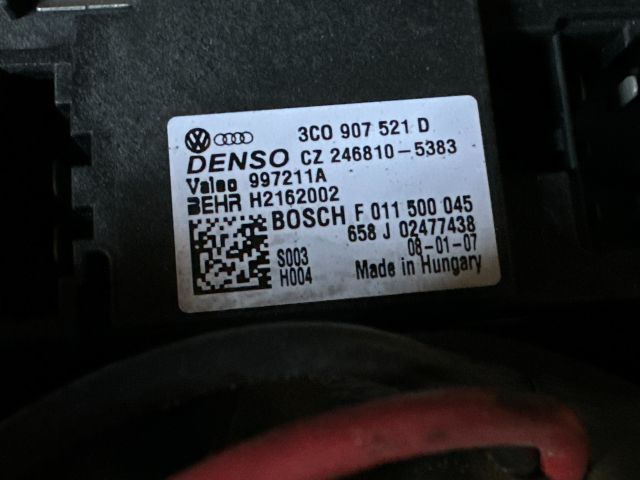 3C0 907 521 D
DENSO CZ 246810-5383
Valeo 997211A
BEHR H2162002
BOSCH F 011 500 045
658 J 02477438
08-01-07
S003
H004
Made in Hungary